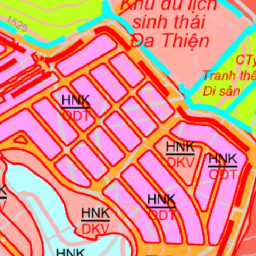 Khu du lịch
sinh thái
Đa Thiện
1525
CTy
Tranh thê
Di sản
HNK
ODT
HNK
DKV
HNK
ODT
HNK
DKV
HNK
ODT
HNK